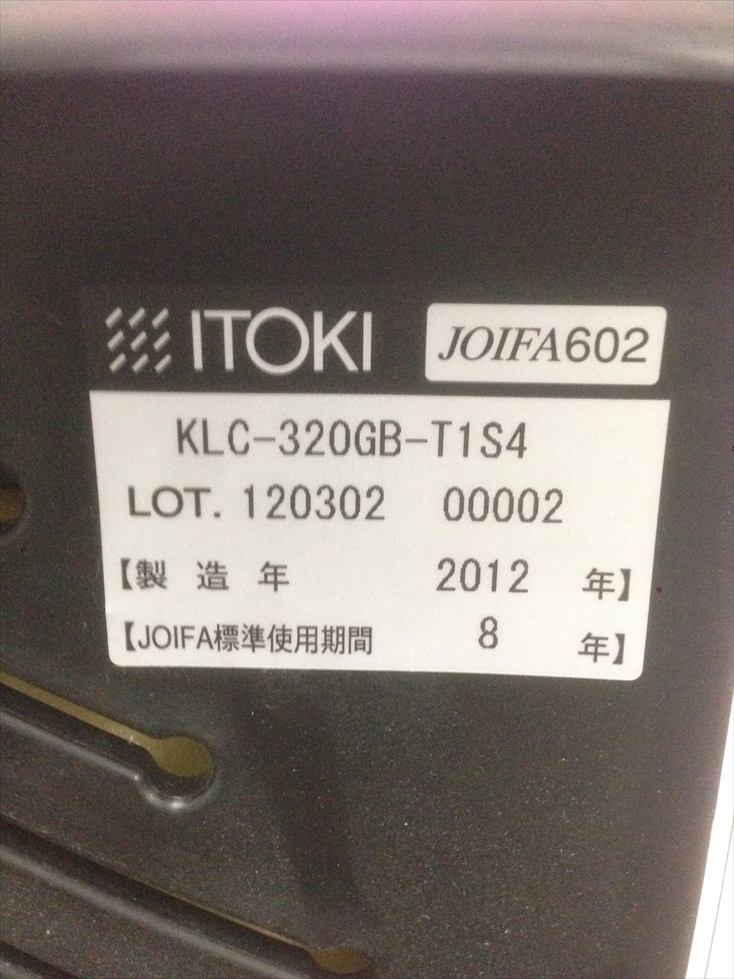 ITOKI JOIFA602
KLC-320GB-T1S4
LOT. 120302 00002
【製 造 年 2012 年】
【JOIFA標準使用期間 8 年】